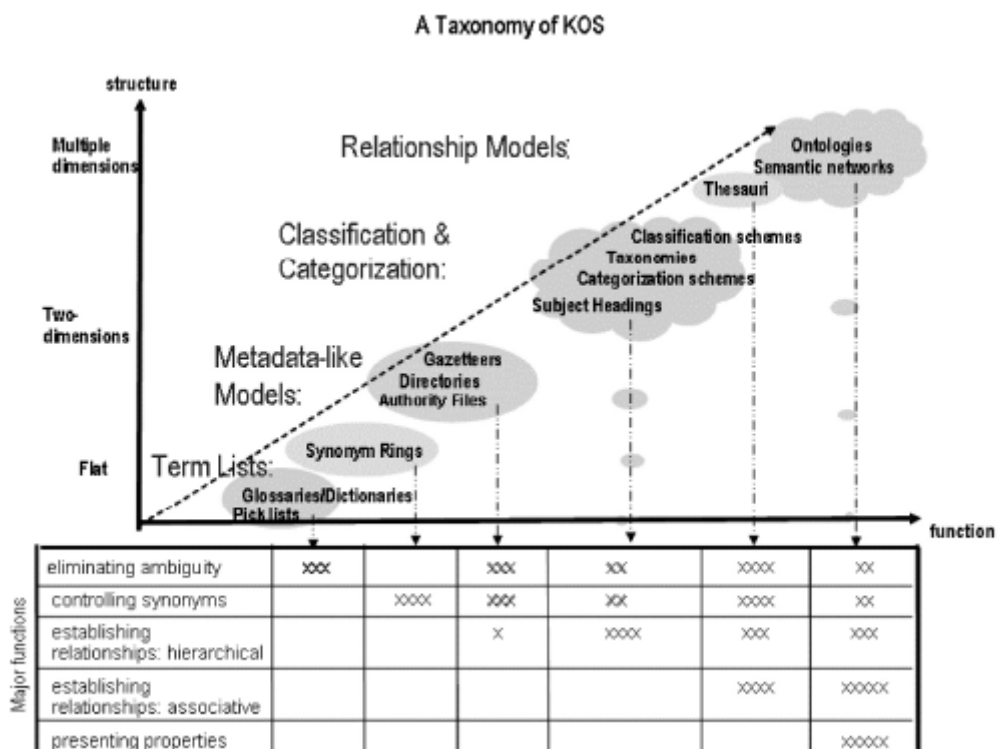 A Taxonomy of KOS
structure
Multiple
dimensions
Relationship Models:
Ontologies
Semantic networks
Thesauri
Classification &
Categorization:
Classification schemes
Taxonomies
Categorization schemes
Subject Headings
Two-
dimensions
Metadata-like
Models:
Gazetteers
Directories
Authority Files
Synonym Rings
Flat
Term Lists:
Glossaries/Dictionaries
Pick lists
function
Major functions
eliminating ambiguity XXX XXX XX XXXX XX
controlling synonyms XXXX XXX XX XXXX XX
establishing
relationships: hierarchical X XXXX XXX XXX
establishing
relationships: associative XXXX XXXXX
presenting properties XXXXX